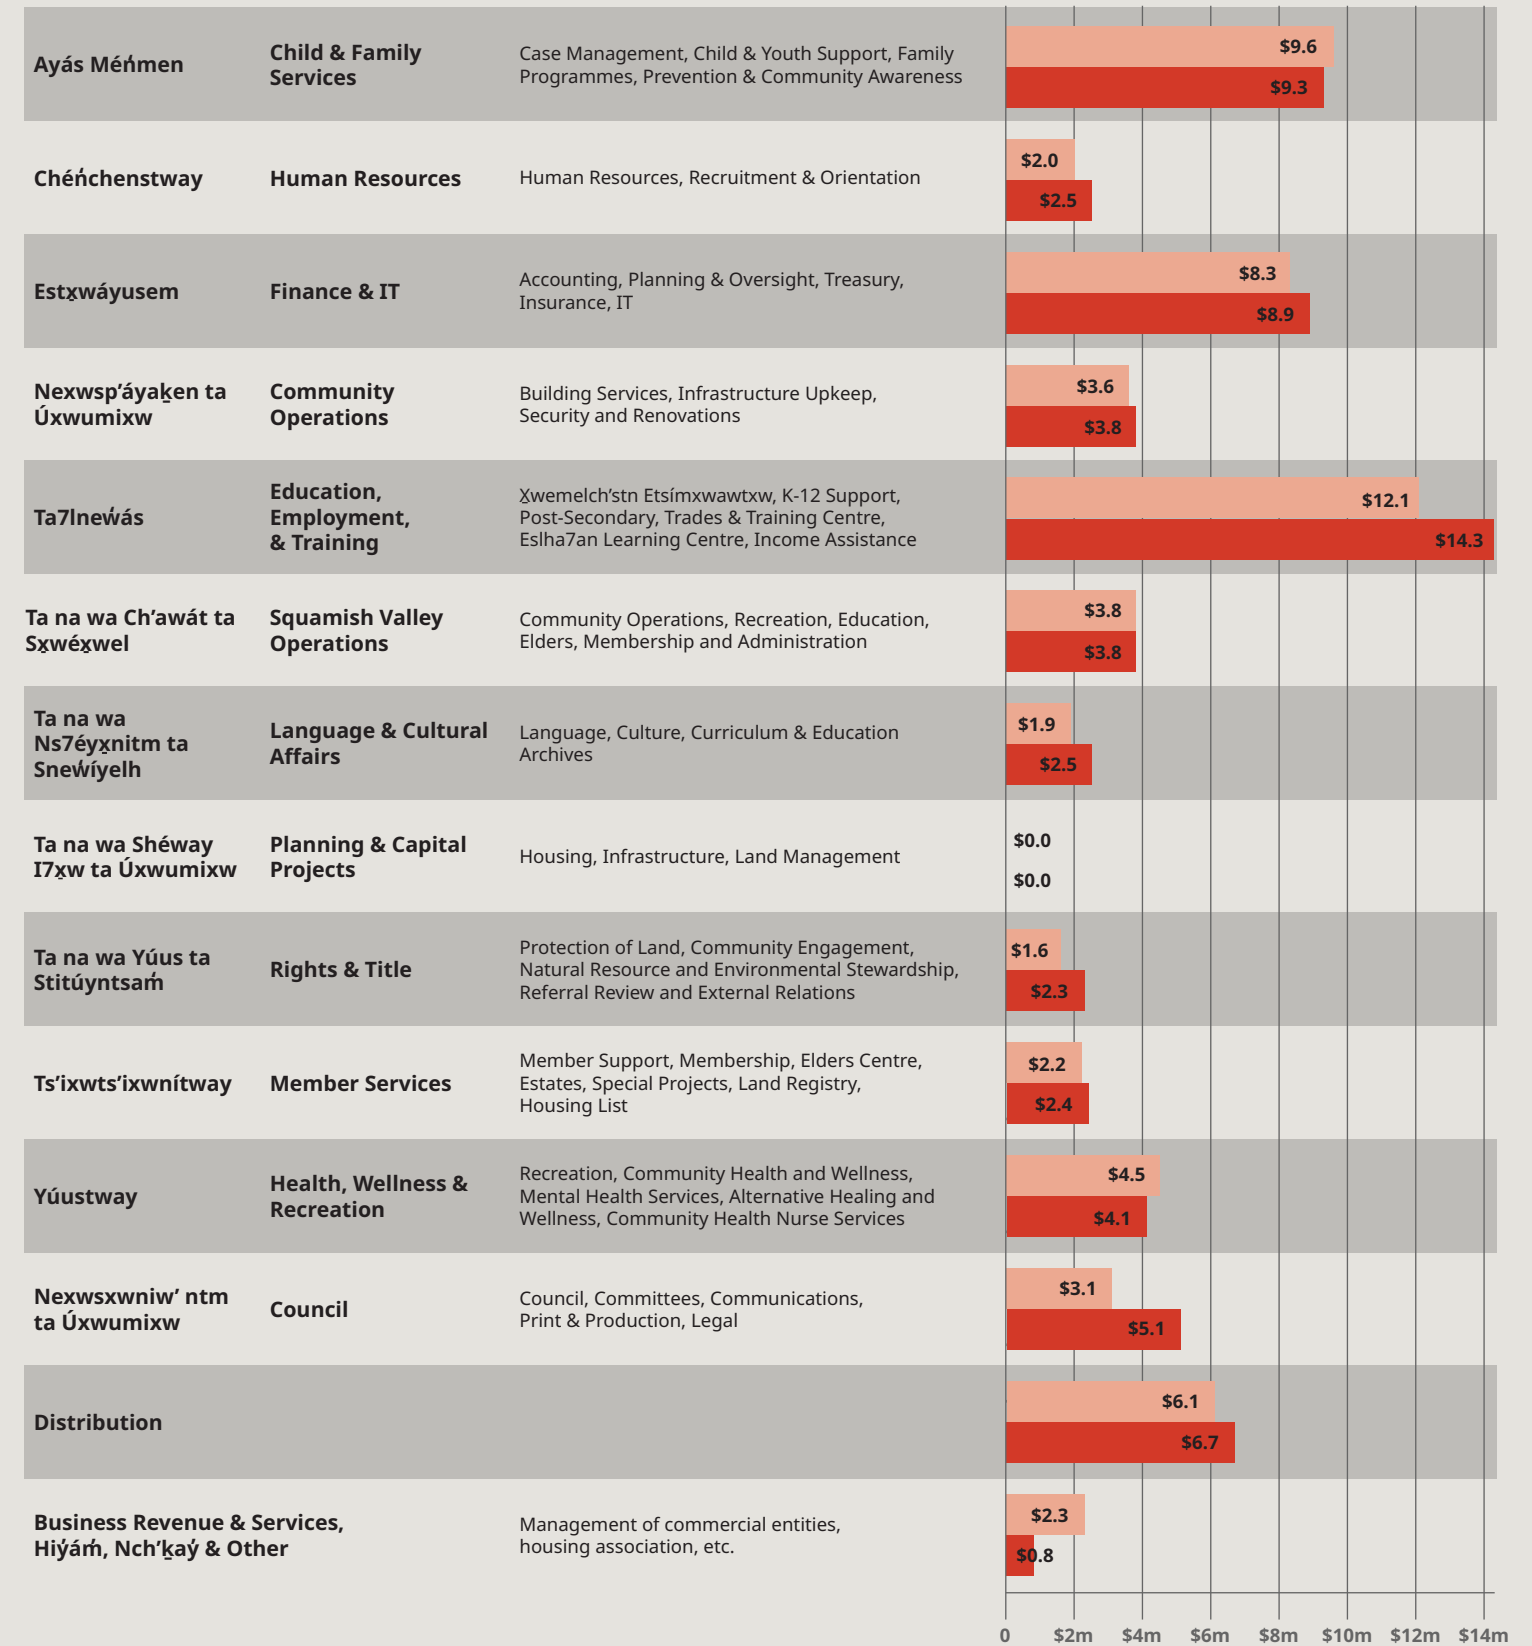 Ayás Méńmen
Child & Family
Services
Case Management, Child & Youth Support, Family
Programmes, Prevention & Community Awareness
$9.6
$9.3
Chéńchenstway
Human Resources
Human Resources, Recruitment & Orientation
$2.0
$2.5
Estx̱wáyusem
Finance & IT
Accounting, Planning & Oversight, Treasury,
Insurance, IT
$8.3
$8.9
Nexwsp’áyaḵen ta
Úxwumixw
Community
Operations
Building Services, Infrastructure Upkeep,
Security and Renovations
$3.6
$3.8
Ta7lnew̓ás
Education,
Employment,
& Training
X̱wemelch’stn Etsímxwawtxw, K-12 Support,
Post-Secondary, Trades & Training Centre,
Eslha7an Learning Centre, Income Assistance
$12.1
$14.3
Ta na wa Ch’awát ta
Sx̱wéx̱wel
Squamish Valley
Operations
Community Operations, Recreation, Education,
Elders, Membership and Administration
$3.8
$3.8
Ta na wa
Ns7éyx̱nitm ta
Snew̓íyelh
Language & Cultural
Affairs
Language, Culture, Curriculum & Education
Archives
$1.9
$2.5
Ta na wa Shéway
I7x̱w ta Úxwumixw
Planning & Capital
Projects
Housing, Infrastructure, Land Management
$0.0
$0.0
Ta na wa Yúus ta
Stitúyntsam̓
Rights & Title
Protection of Land, Community Engagement,
Natural Resource and Environmental Stewardship,
Referral Review and External Relations
$1.6
$2.3
Ts’ixwts’ixwnítway
Member Services
Member Support, Membership, Elders Centre,
Estates, Special Projects, Land Registry,
Housing List
$2.2
$2.4
Yúustway
Health, Wellness &
Recreation
Recreation, Community Health and Wellness,
Mental Health Services, Alternative Healing and
Wellness, Community Health Nurse Services
$4.5
$4.1
Nexwsxwniw’ ntm
ta Úxwumixw
Council
Council, Committees, Communications,
Print & Production, Legal
$3.1
$5.1
Distribution
$6.1
$6.7
Business Revenue & Services,
Hiy̓ám̓, Nch’ḵay̓ & Other
Management of commercial entities,
housing association, etc.
$2.3
$0.8
0 $2m $4m $6m $8m $10m $12m $14m